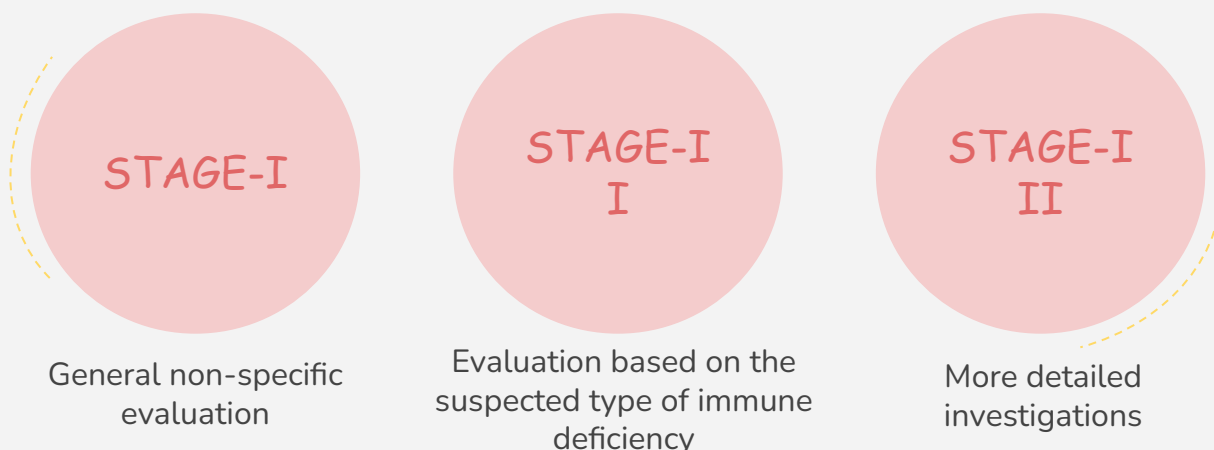 STAGE-I
General non-specific
evaluation
STAGE-I
I
Evaluation based on the
suspected type of immune
deficiency
STAGE-I
II
More detailed
investigations